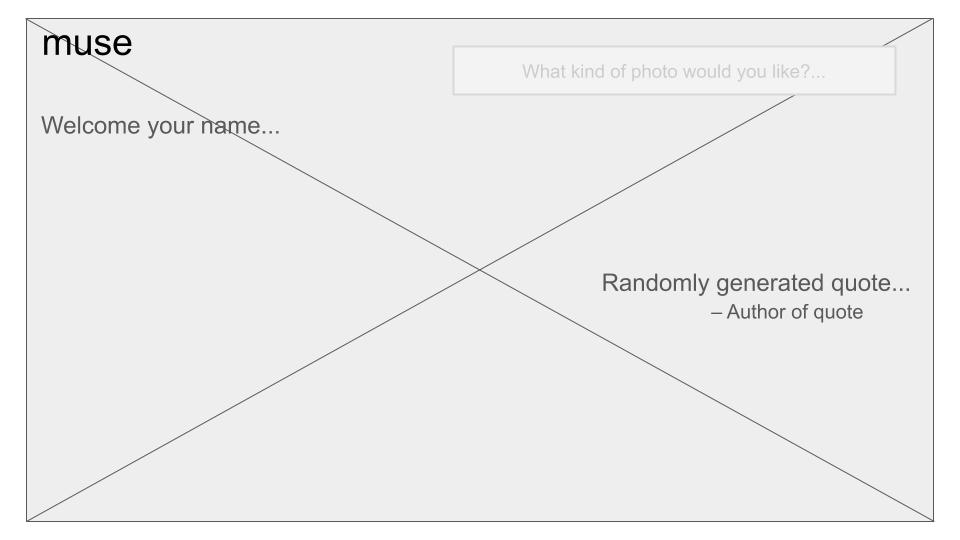 muse
What kind of photo would you like?...
Welcome your name...
Randomly generated quote...
– Author of quote